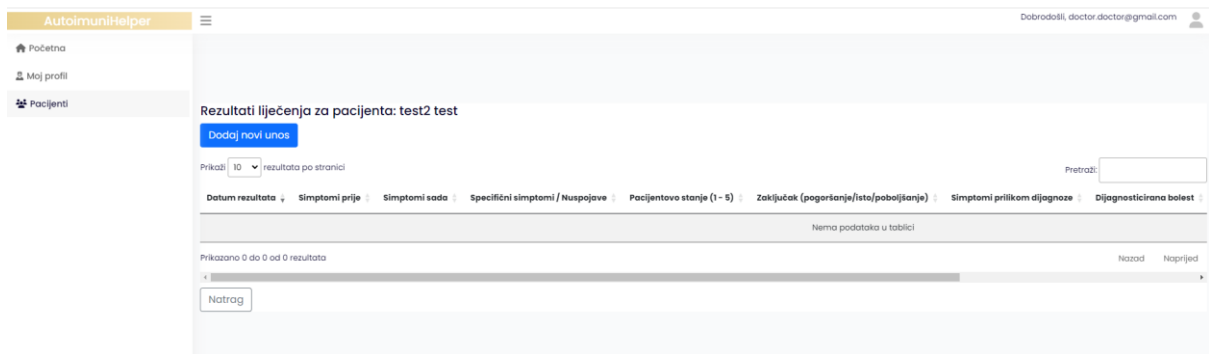 AutoimuniHelper
Dobrodošli, doctor.doctor@gmail.com
Početna
Moj profil
Pacijenti
Rezultati liječenja za pacijenta: test2 test
Dodaj novi unos
Prikaži 10 rezultata po stranici
Pretraži:
Datum rezultata Simptomi prije Simptomi sada Specifični simptomi / Nuspojave Pacijentovo stanje (1 - 5) Zaključak (pogoršanje/isto/poboljšanje) Simptomi prilikom dijagnoze Dijagnosticirana bolest
Nema podataka u tablici
Prikazano 0 do 0 od 0 rezultata
Nazad Naprijed
Natrag